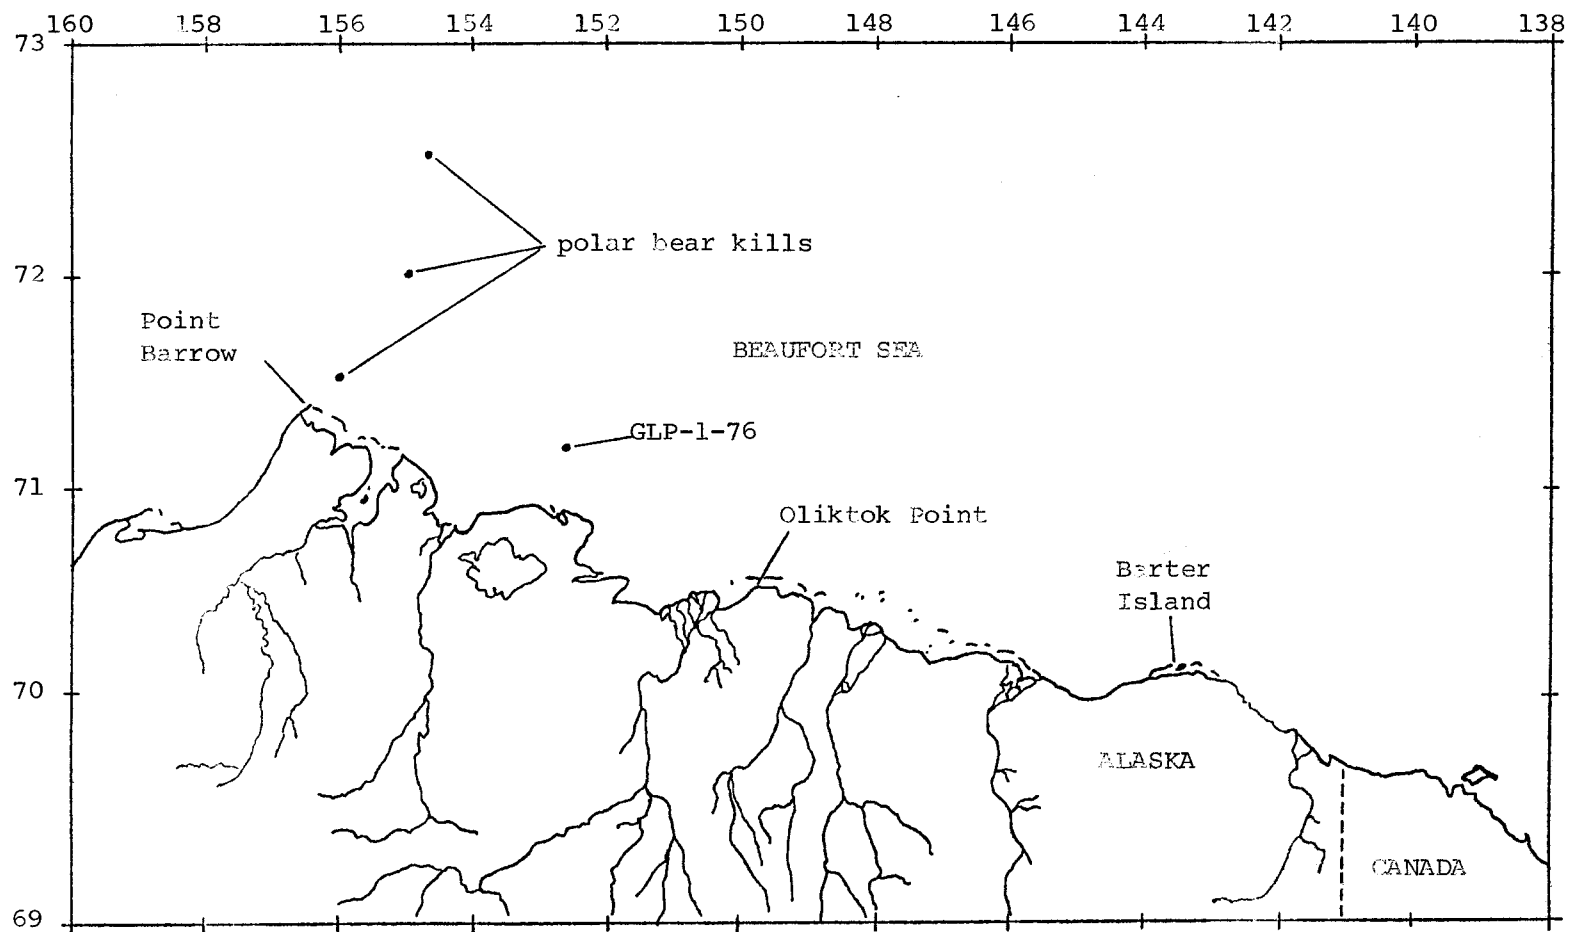 160 158 156 154 152 150 148 146 144 142 140 138
73
polar bear kills
72
Point
Barrow
BEAUFORT SEA
GLP-1-76
71
Oliktok Point
Barter
Island
70
ALASKA
CANADA
69